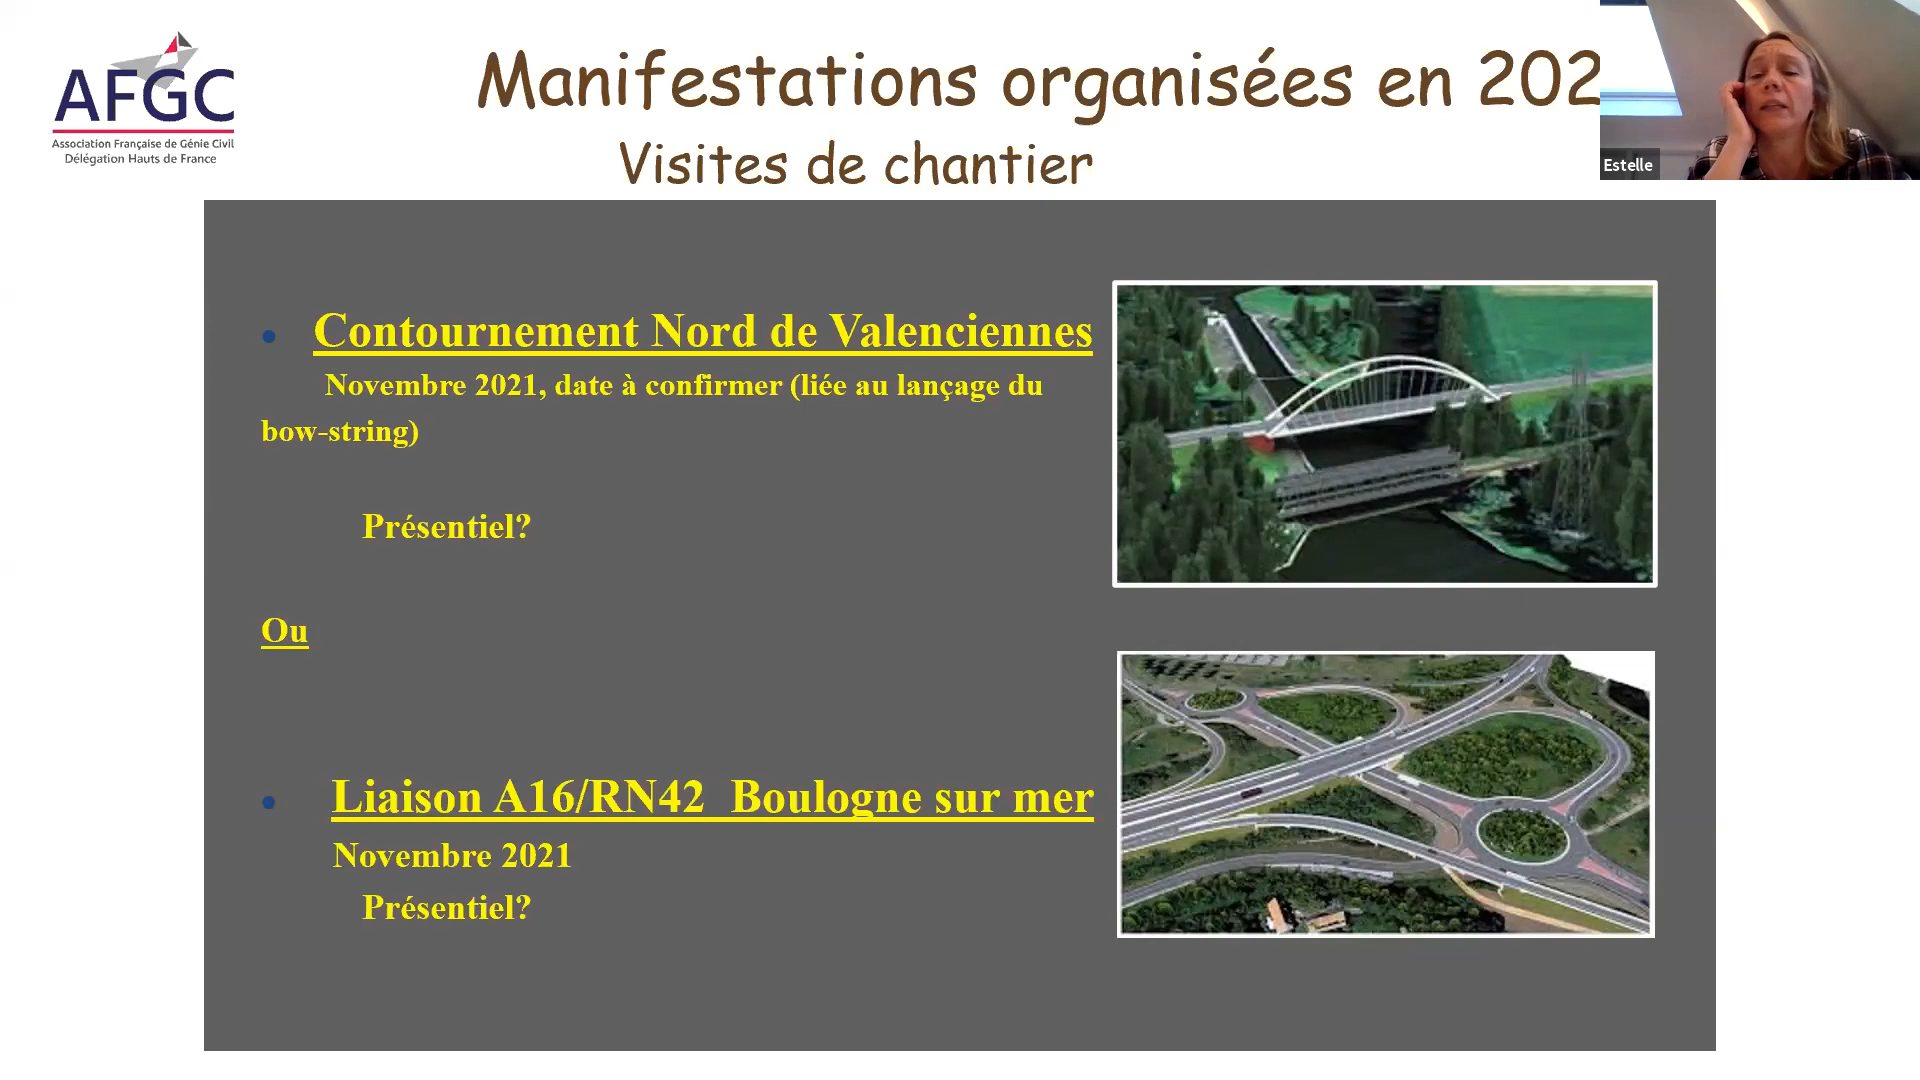 AFGC
Association Française de Génie Civil
Délégation Hauts de France
Manifestations organisées en 202
Visites de chantier
Estelle
• Contournement Nord de Valenciennes
Novembre 2021, date à confirmer (liée au lançage du
bow-string)
Présentiel?
Ou
• Liaison A16/RN42 Boulogne sur mer
Novembre 2021
Présentiel?